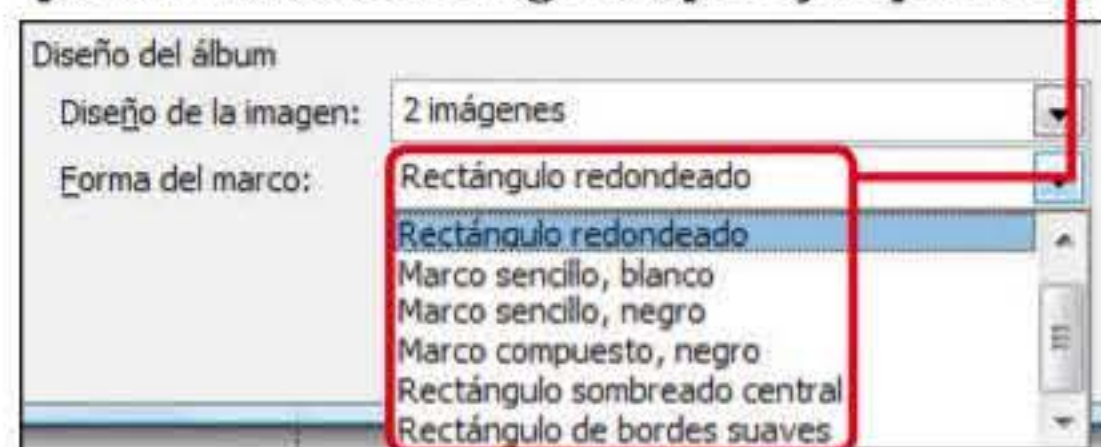 Diseño del álbum
Diseño de la imagen: 2 imágenes
Forma del marco: Rectángulo redondeado
Rectángulo redondeado
Marco sencillo, blanco
Marco sencillo, negro
Marco compuesto, negro
Rectángulo sombreado central
Rectángulo de bordes suaves